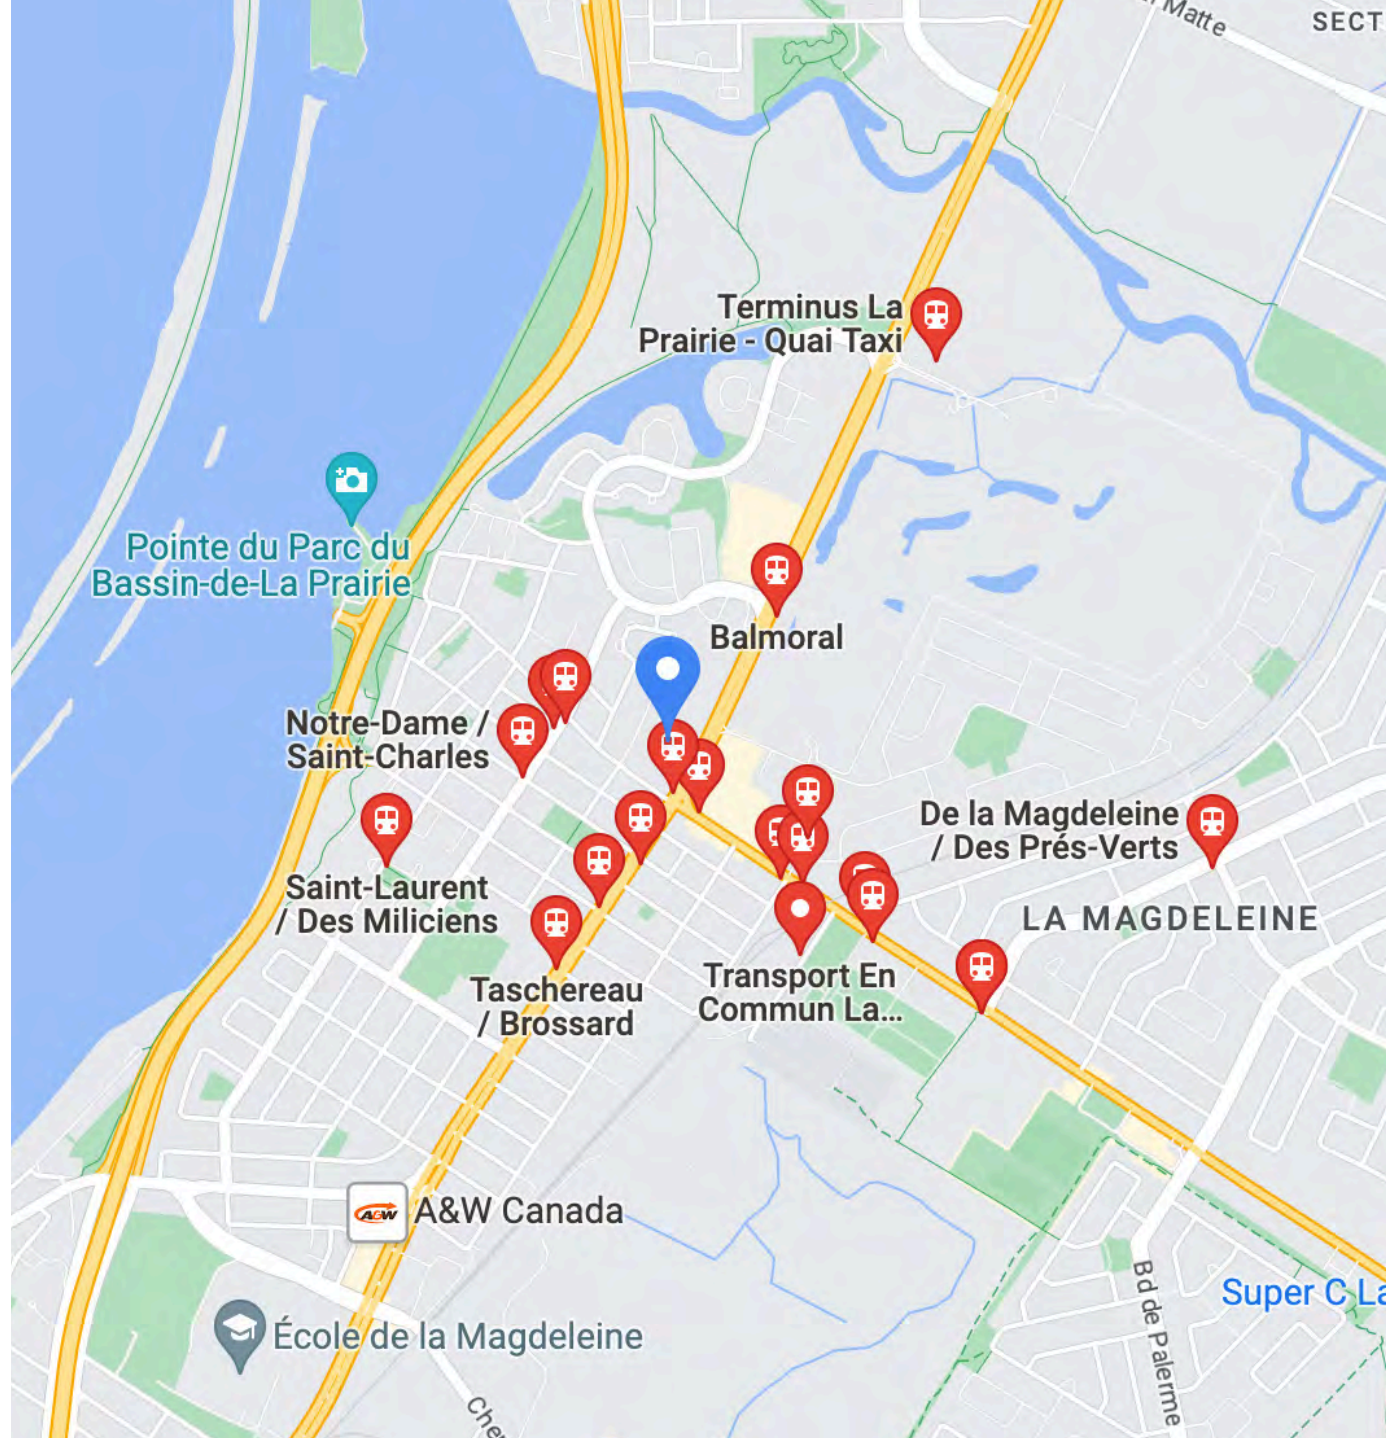 Matte
SECT
Terminus La
Prairie - Quai Taxi
Pointe du Parc du
Bassin-de-La Prairie
Balmoral
Notre-Dame /
Saint-Charles
De la Magdeleine
/ Des Prés-Verts
Saint-Laurent
/ Des Miliciens
LA MAGDELEINE
Transport En
Commun La...
Taschereau
/ Brossard
A&W
A&W Canada
Super C La
Bd de Palerme
École de la Magdeleine
Che